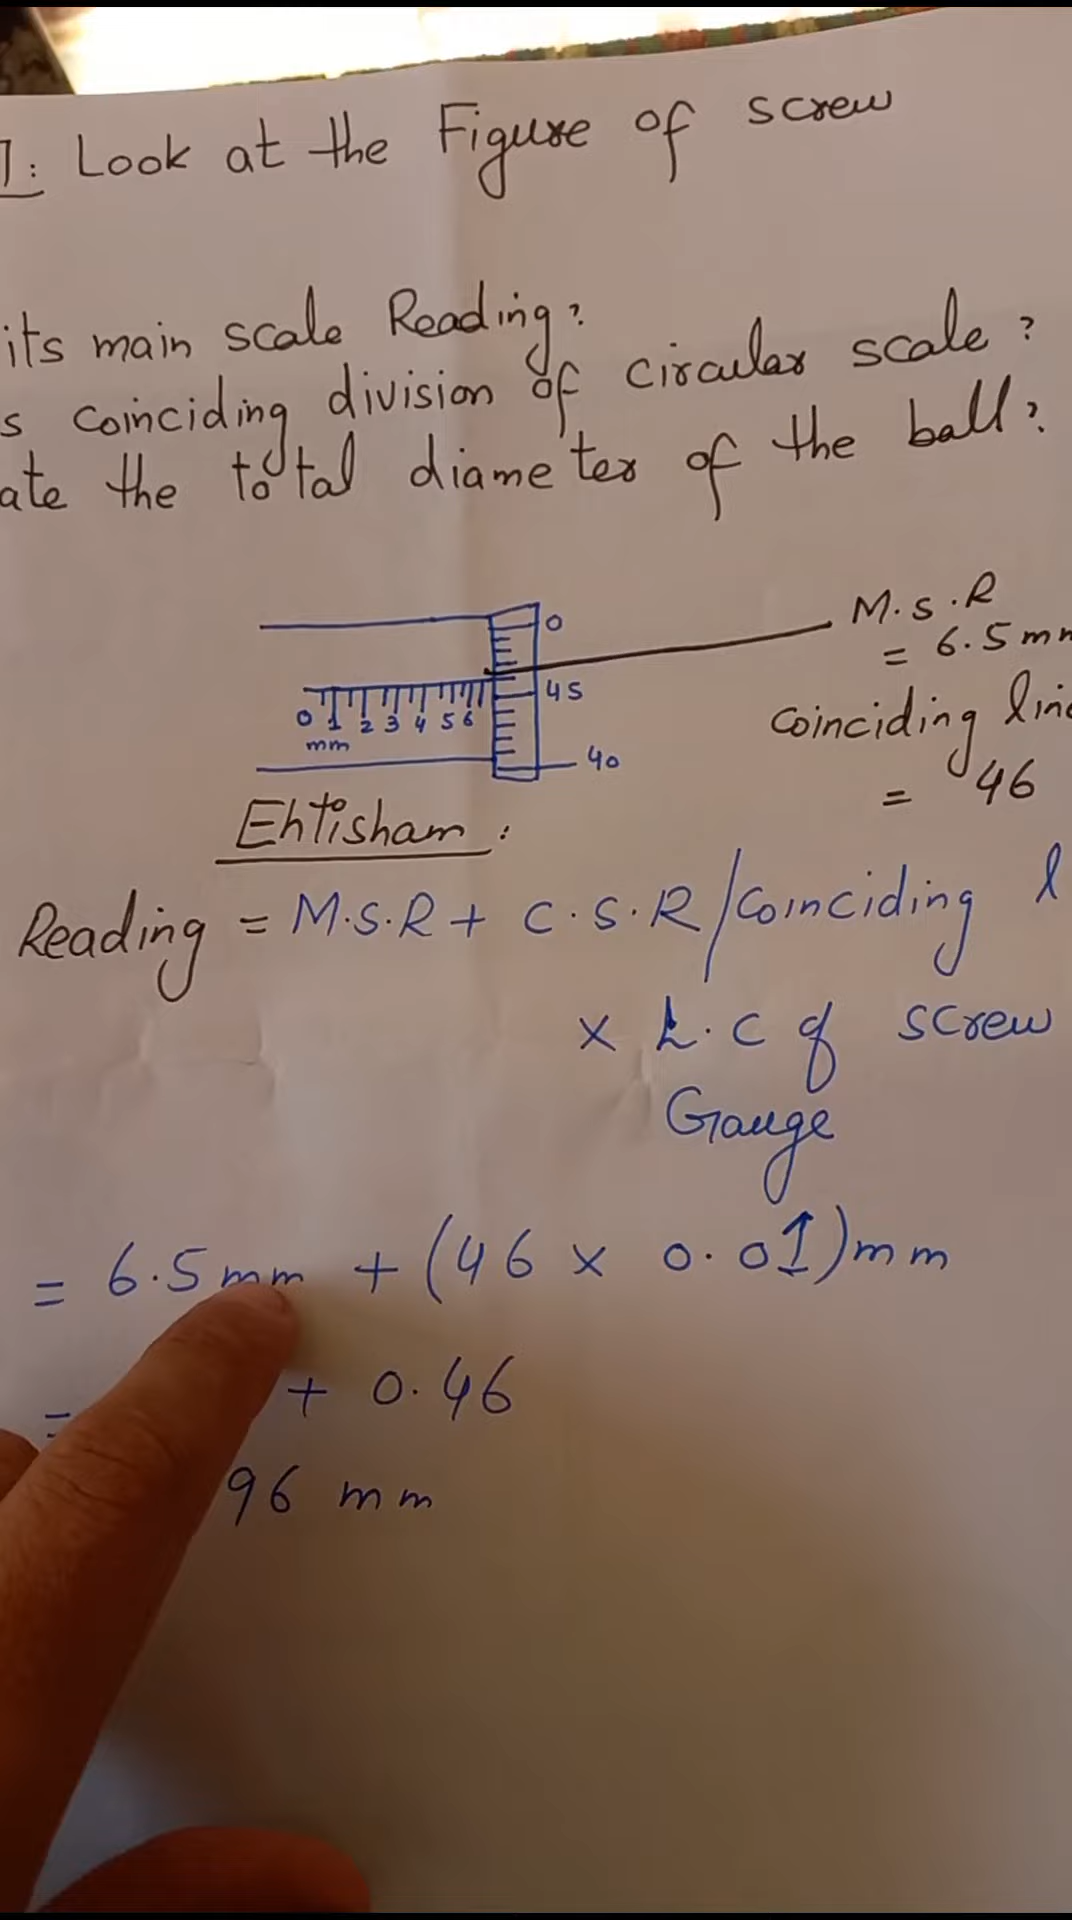 1: Look at the Figure of screw
its main scale Reading?
s coinciding division of circular scale?
ate the total diameter of the ball?
0
M.S.R
= 6.5 mm
45
0 1 2 3 4 5 6
mm
coinciding line
= 46
40
Ehtisham:
Reading = M.S.R + C.S.R/Coinciding l
x L.C of screw
Gauge
= 6.5mm + (46 x 0.01)mm
= + 0.46
96 mm